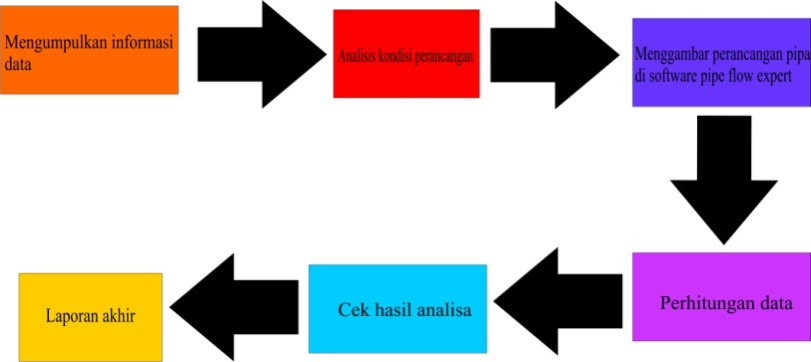 Mengumpulkan informasi
data
Analisis kondisi perancangan
Menggambar perancangan pipa
di software pipe flow expert
Perhitungan data
Cek hasil analisa
Laporan akhir